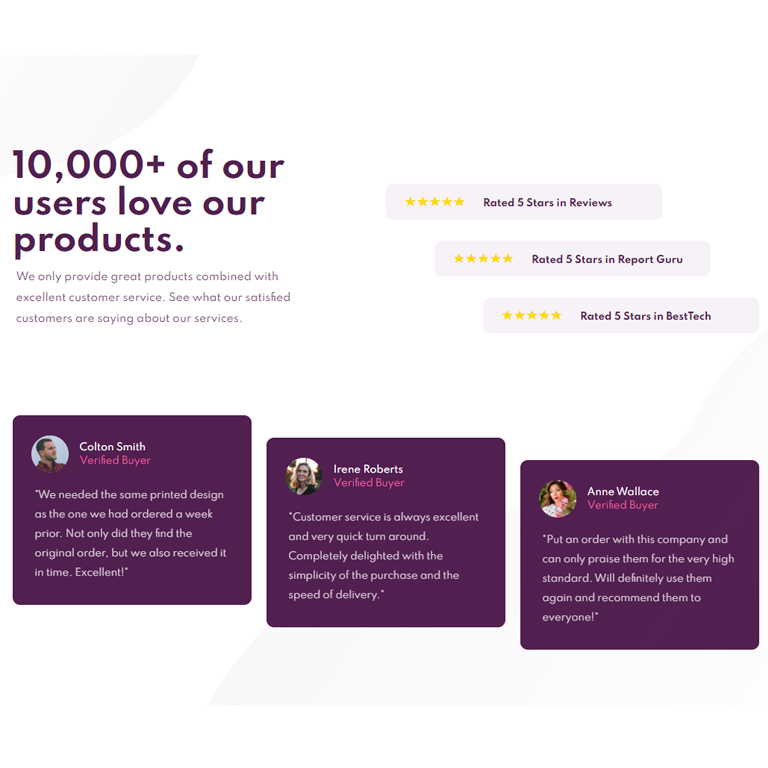 10,000+ of our
users love our
products.
We only provide great products combined with
excellent customer service. See what our satisfied
customers are saying about our services.
Rated 5 Stars in Reviews
Rated 5 Stars in Report Guru
Rated 5 Stars in BestTech
Colton Smith
Verified Buyer
"We needed the same printed design
as the one we had ordered a week
prior. Not only did they find the
original order, but we also received it
in time. Excellent!"
Irene Roberts
Verified Buyer
"Customer service is always excellent
and very quick turn around.
Completely delighted with the
simplicity of the purchase and the
speed of delivery."
Anne Wallace
Verified Buyer
"Put an order with this company and
can only praise them for the very high
standard. Will definitely use them
again and recommend them to
everyone!"